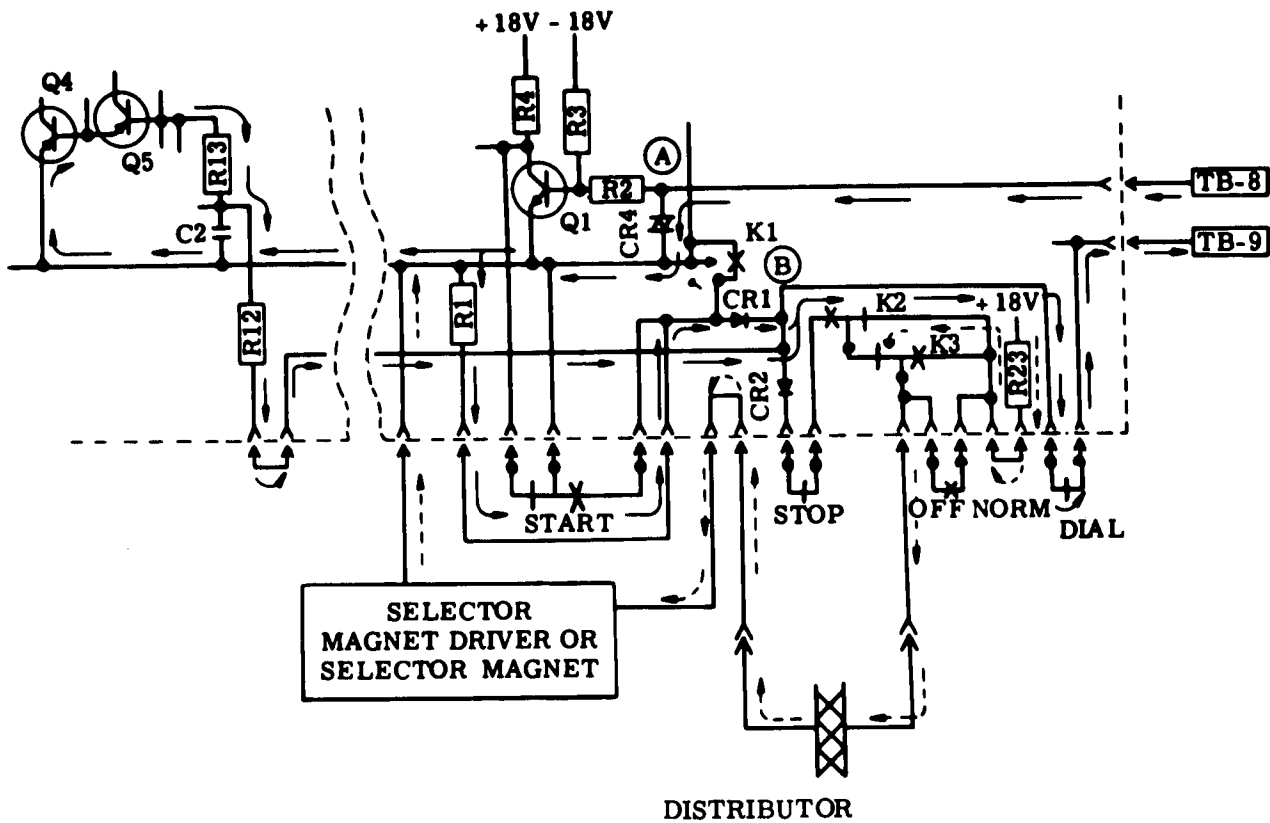 +18V -18V
Q4
Q5
R13
C2
R12
R4
R3
R2
A
Q1
CR4
K1
B
R1
CR1
K2
+18V
K3
R23
CR2
TB-8
TB-9
START
STOP
OFF NORM
DIAL
SELECTOR
MAGNET DRIVER OR
SELECTOR MAGNET
DISTRIBUTOR